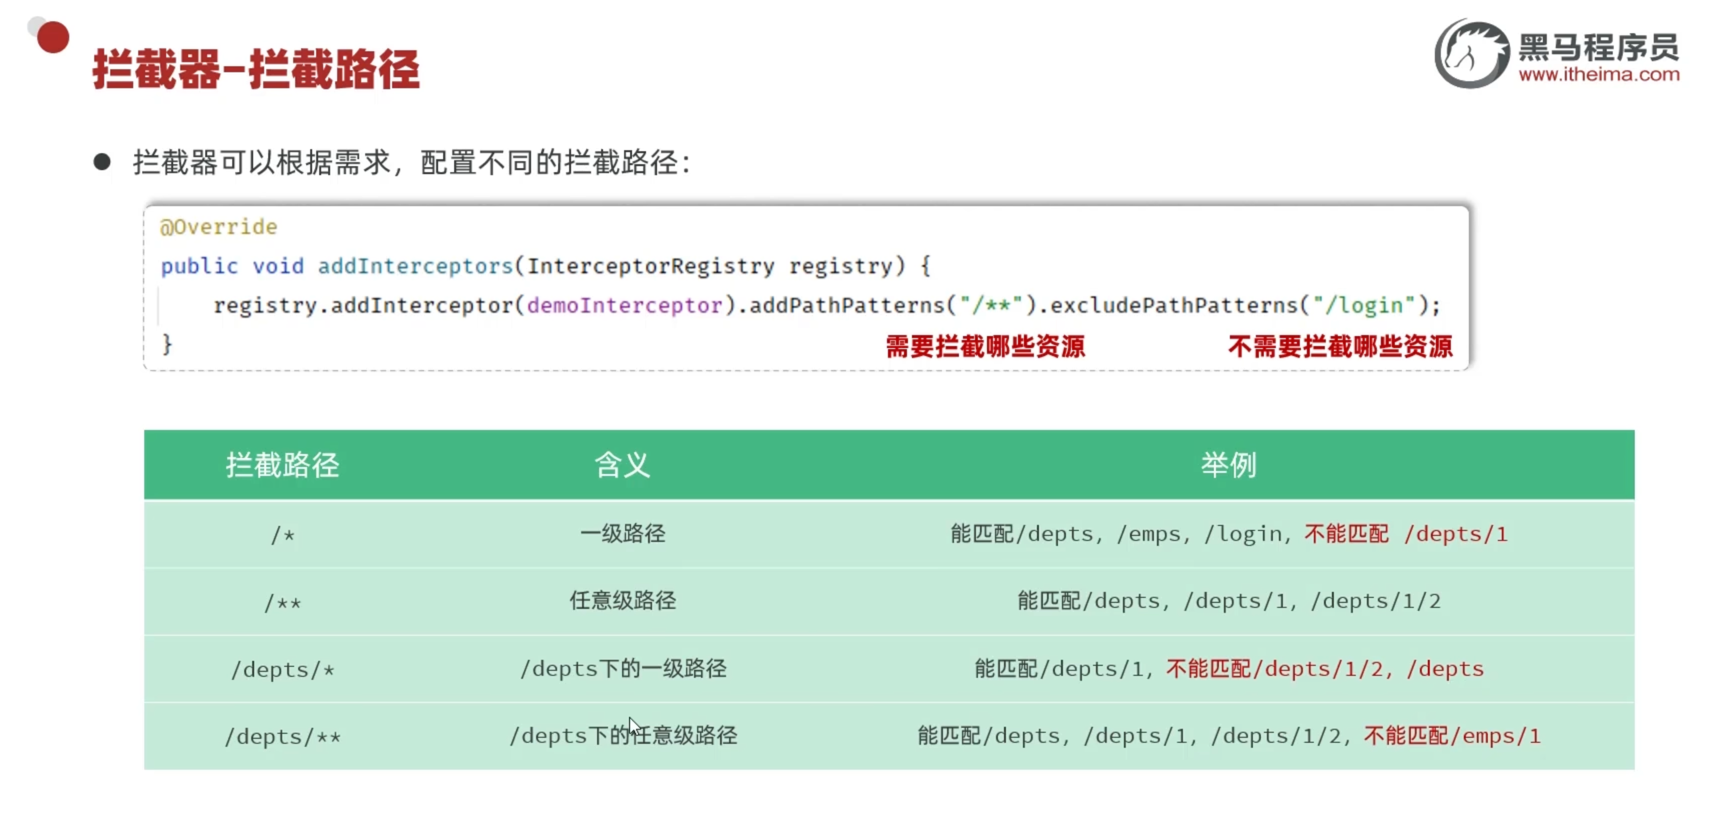 拦截器-拦截路径
黑马程序员
www.itheima.com
拦截器可以根据需求，配置不同的拦截路径：
@Override
public void addInterceptors(InterceptorRegistry registry) {
registry.addInterceptor(demoInterceptor).addPathPatterns("/**").excludePathPatterns("/login");
}
需要拦截哪些资源 不需要拦截哪些资源
拦截路径 含义 举例
/* 一级路径 能匹配/depts, /emps, /login, 不能匹配 /depts/1
/** 任意级路径 能匹配/depts, /depts/1, /depts/1/2
/depts/* /depts下的一级路径 能匹配/depts/1, 不能匹配/depts/1/2, /depts
/depts/** /depts下的任意级路径 能匹配/depts, /depts/1, /depts/1/2, 不能匹配/emps/1